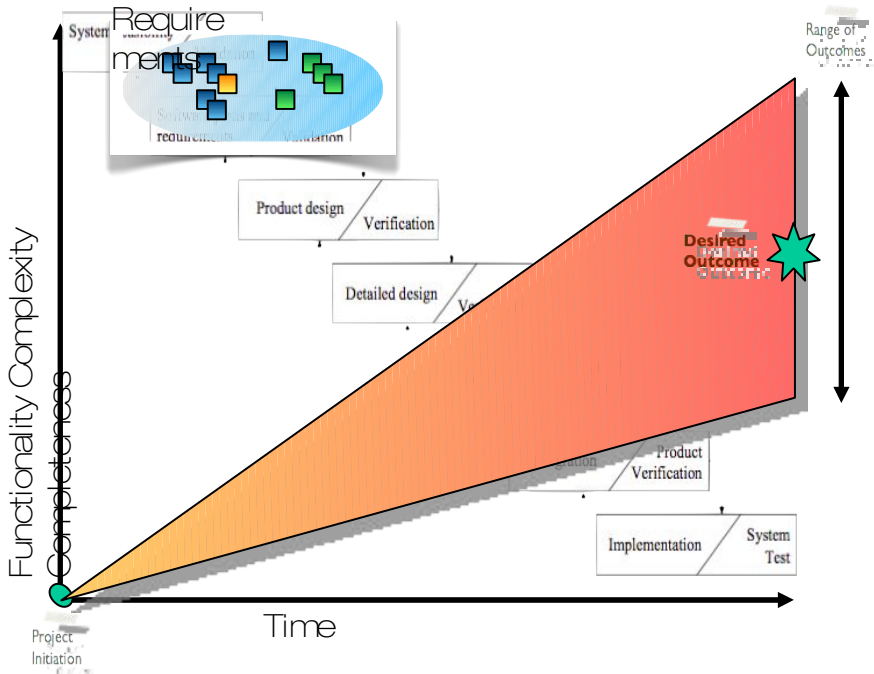 Require
ments
System
Validation
requirements
Validation
Range of
Outcomes
Product design
Verification
Desired
Outcome
Detailed design
Functionality Complexity
Completeness
Product
Verification
Implementation
System
Test
Time
Project
Initiation